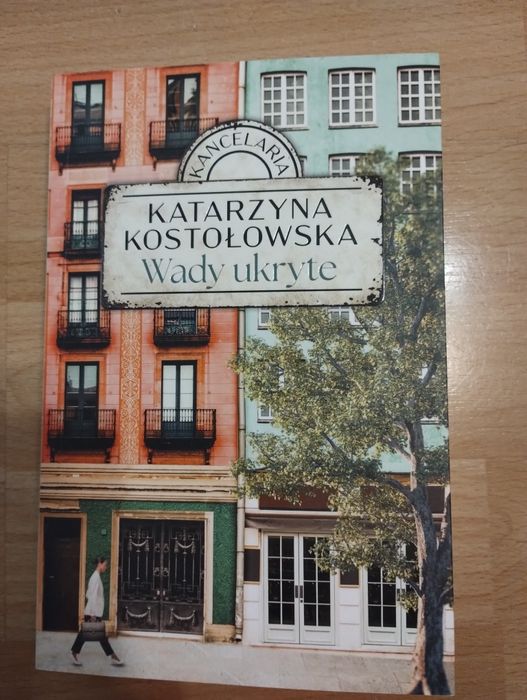 KANCELARIA
KATARZYNA
KOSTOŁOWSKA
Wady ukryte